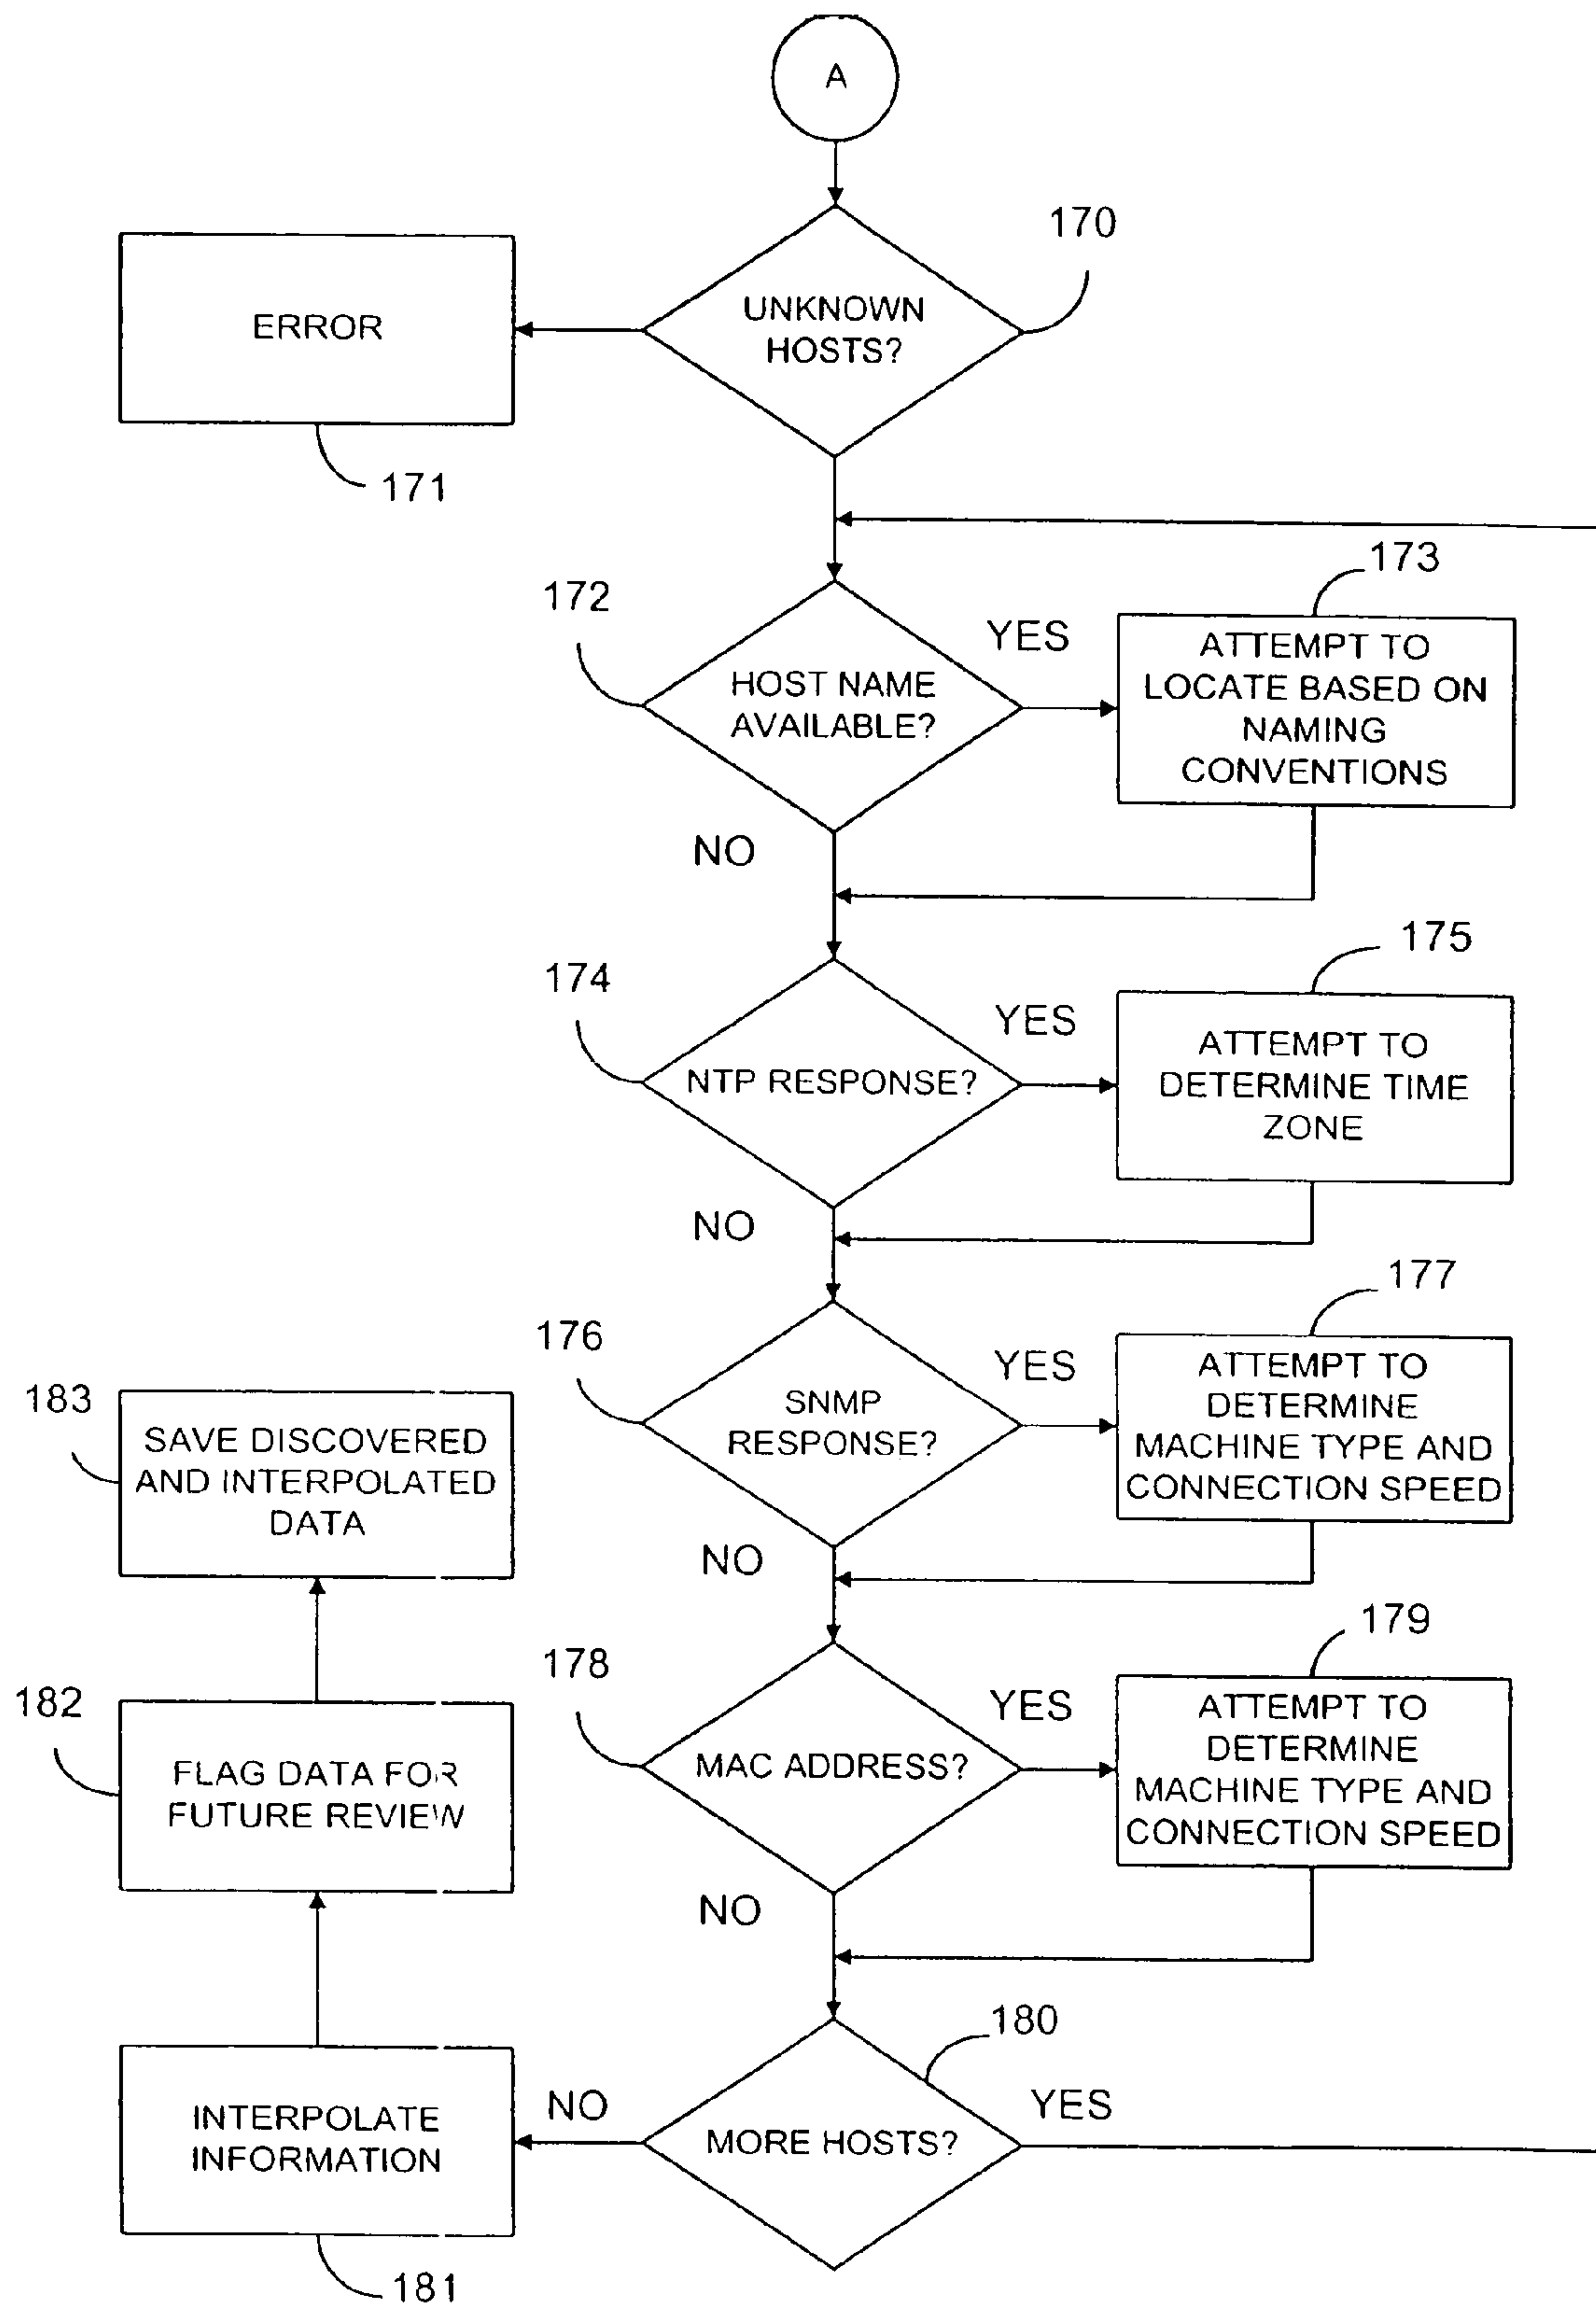 A
170
UNKNOWN
HOSTS?
ERROR
171
172
HOST NAME
AVAILABLE?
YES
173
ATTEMPT TO
LOCATE BASED ON
NAMING
CONVENTIONS
NO
174
NTP RESPONSE?
YES
175
ATTEMPT TO
DETERMINE TIME
ZONE
NO
176
SNMP
RESPONSE?
YES
177
ATTEMPT TO
DETERMINE
MACHINE TYPE AND
CONNECTION SPEED
NO
178
MAC ADDRESS?
YES
179
ATTEMPT TO
DETERMINE
MACHINE TYPE AND
CONNECTION SPEED
NO
180
MORE HOSTS?
YES
NO
INTERPOLATE
INFORMATION
181
182
FLAG DATA FOR
FUTURE REVIEW
183
SAVE DISCOVERED
AND INTERPOLATED
DATA